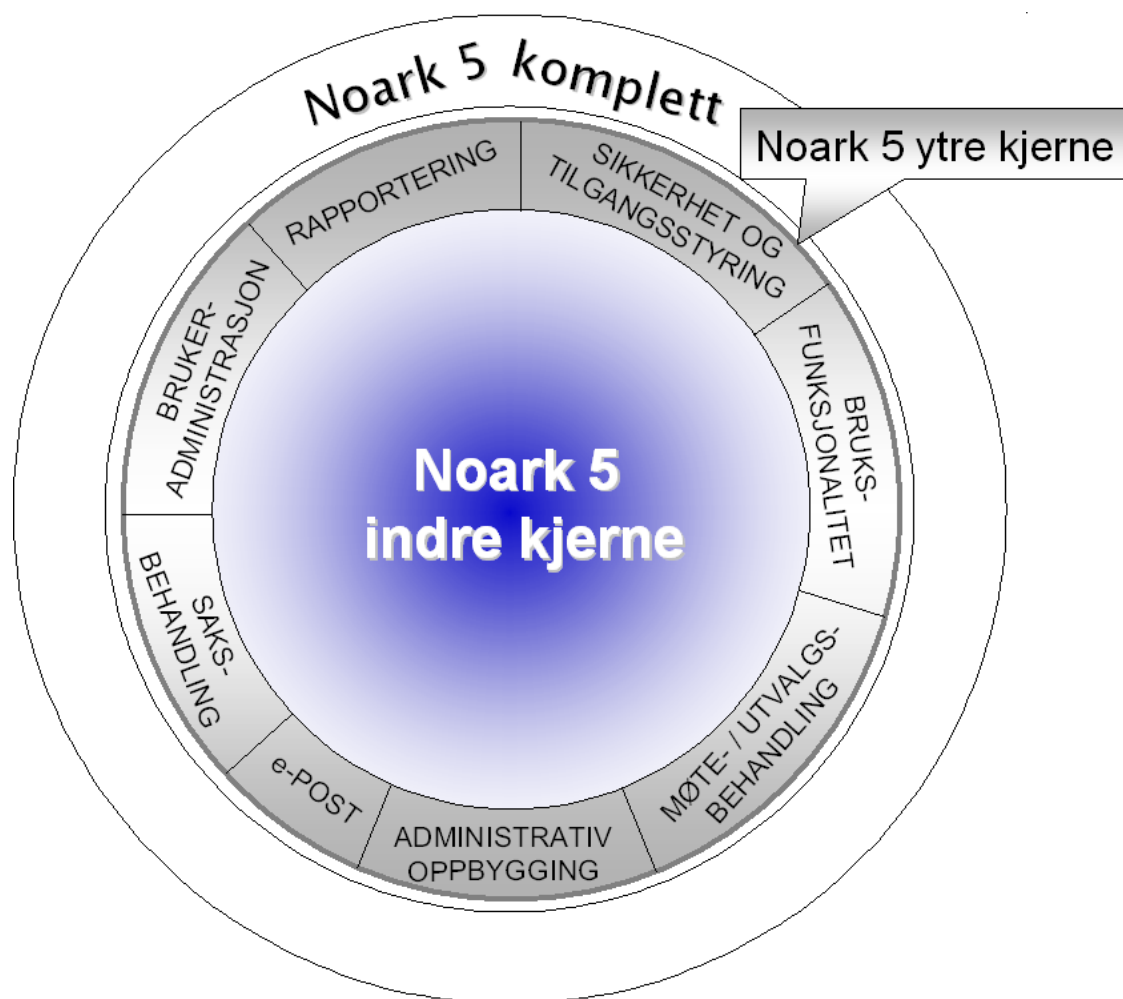 Noark 5 komplett
Noark 5 ytre kjerne
RAPPORTERING
SIKKERHET OG
TILGANGSSTYRING
BRUKS-
FUNKSJONALITET
MØTE- / UTVALGS-
BEHANDLING
ADMINISTRATIV
OPPBYGGING
e-POST
SAKS-
BEHANDLING
BRUKER-
ADMINISTRASJON
Noark 5
indre kjerne